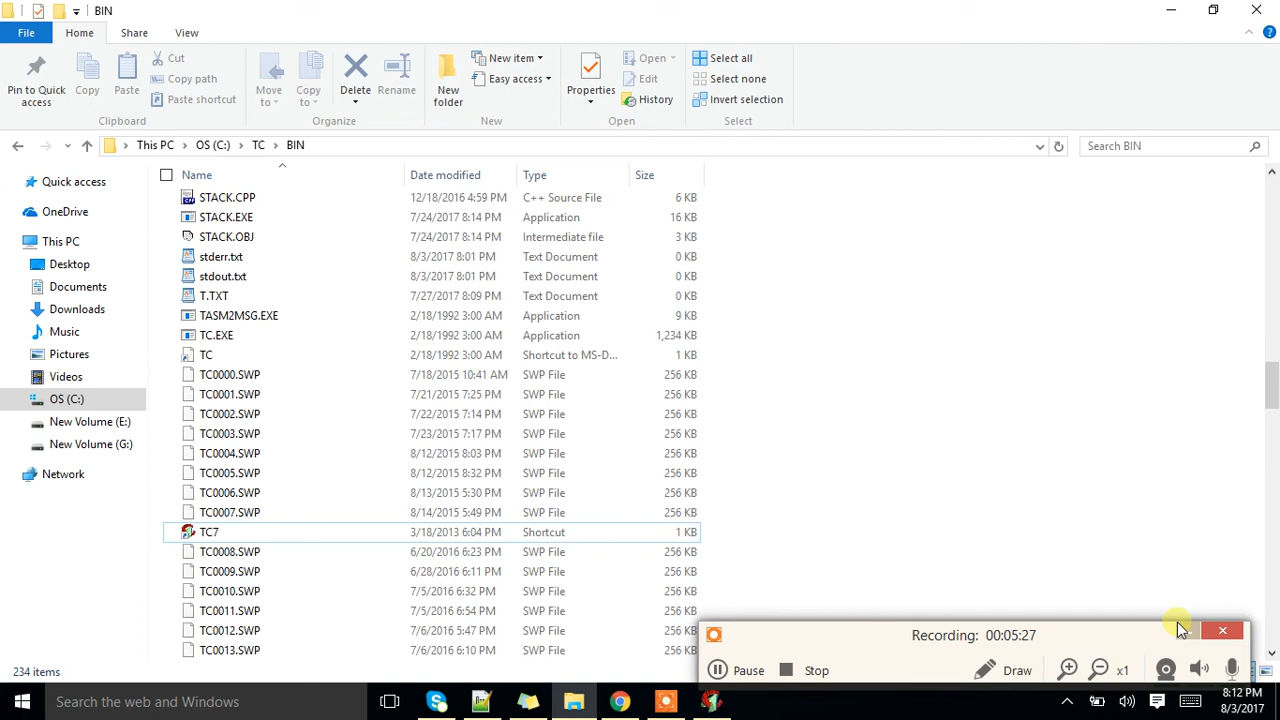 BIN
File Home Share View
Pin to Quick access
Copy
Paste
Cut
Copy path
Paste shortcut
Clipboard
Move to
Copy to
Delete
Rename
Organize
New folder
New item
Easy access
New
Properties
Open
Edit
History
Open
Select all
Select none
Invert selection
Select
This PC OS (C:) TC BIN
Search BIN
Quick access
OneDrive
This PC
Desktop
Documents
Downloads
Music
Pictures
Videos
OS (C:)
New Volume (E:)
New Volume (G:)
Network
Name Date modified Type Size
STACK.CPP 12/18/2016 4:59 PM C++ Source File 6 KB
STACK.EXE 7/24/2017 8:14 PM Application 16 KB
STACK.OBJ 7/24/2017 8:14 PM Intermediate file 3 KB
stderr.txt 8/3/2017 8:01 PM Text Document 0 KB
stdout.txt 8/3/2017 8:01 PM Text Document 0 KB
T.TXT 7/27/2017 8:09 PM Text Document 0 KB
TASM2MSG.EXE 2/18/1992 3:00 AM Application 9 KB
TC.EXE 2/18/1992 3:00 AM Application 1,234 KB
TC 2/18/1992 3:00 AM Shortcut to MS-D... 1 KB
TC0000.SWP 7/18/2015 10:41 AM SWP File 256 KB
TC0001.SWP 7/21/2015 7:25 PM SWP File 256 KB
TC0002.SWP 7/22/2015 7:14 PM SWP File 256 KB
TC0003.SWP 7/23/2015 7:17 PM SWP File 256 KB
TC0004.SWP 8/12/2015 8:03 PM SWP File 256 KB
TC0005.SWP 8/12/2015 8:32 PM SWP File 256 KB
TC0006.SWP 8/13/2015 5:30 PM SWP File 256 KB
TC0007.SWP 8/14/2015 5:49 PM SWP File 256 KB
TC7 3/18/2013 6:04 PM Shortcut 1 KB
TC0008.SWP 6/20/2016 6:23 PM SWP File 256 KB
TC0009.SWP 6/28/2016 6:11 PM SWP File 256 KB
TC0010.SWP 7/5/2016 6:32 PM SWP File 256 KB
TC0011.SWP 7/5/2016 6:54 PM SWP File 256 KB
TC0012.SWP 7/6/2016 5:47 PM SWP File
TC0013.SWP 7/6/2016 6:10 PM SWP File 256 KB
234 items
Recording: 00:05:27
Pause Stop Draw x1
Search the web and Windows
8:12 PM
8/3/2017